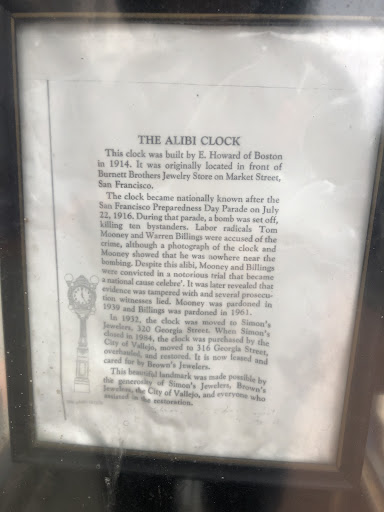 THE ALIBI CLOCK
This clock was built by E. Howard of Boston
in 1914. It was originally located in front of
Burnett Brothers Jewelry Store on Market Street,
San Francisco.
The clock became nationally known after the
San Francisco Preparedness Day Parade on July
22, 1916. During that parade, a bomb was set off,
killing ten bystanders. Labor radicals Tom
Mooney and Warren Billings were accused of the
crime, although a photograph of the clock and
Mooney showed that he was nowhere near the
bombing. Despite this alibi, Mooney and Billings
were convicted in a notorious trial that became
a national cause celebre'. It was later revealed that
evidence was tampered with and several prosecu-
tion witnesses lied. Mooney was pardoned in
1939 and Billings was pardoned in 1961.
In 1932, the clock was moved to Simon's
Jewelers, 320 Georgia Street. When Simon's
closed in 1984, the clock was purchased by the
City of Vallejo, moved to 316 Georgia Street,
overhauled, and restored. It is now leased and
cared for by Brown's Jewelers.
This beautiful landmark was made possible by
the generosity of Simon's Jewelers, Brown's
Jewelers, the City of Vallejo, and everyone who
assisted in the restoration.